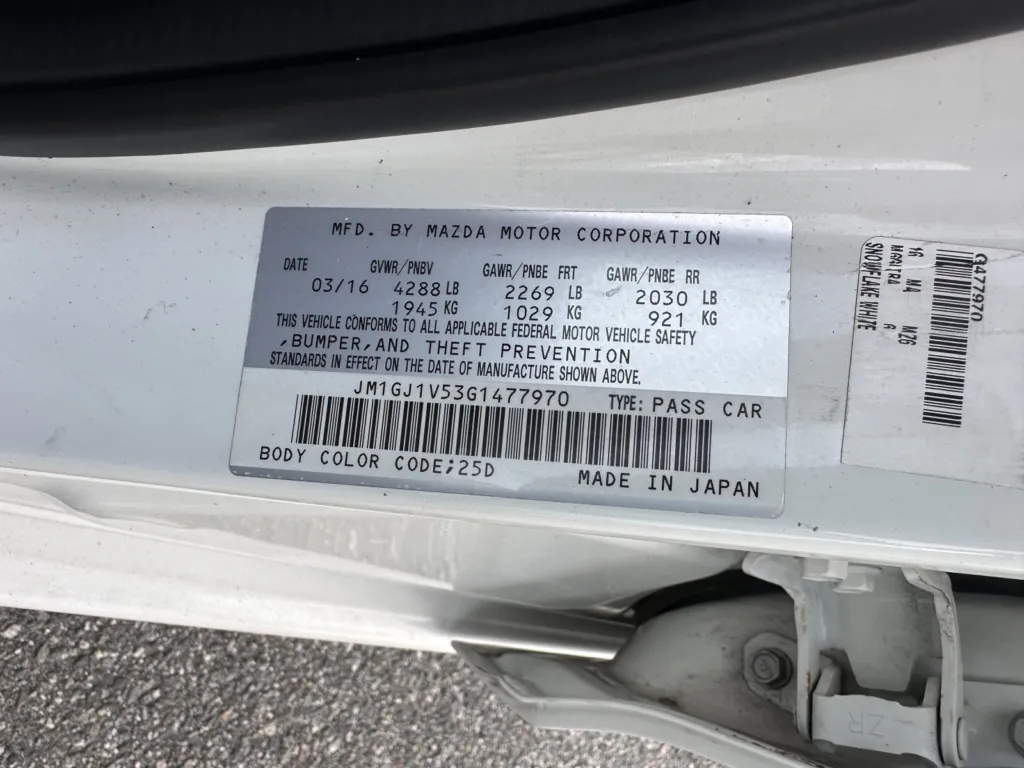 MFD. BY MAZDA MOTOR CORPORATION
DATE GVWR/PNBV GAWR/PNBE FRT GAWR/PNBE RR
03/16 4288 LB 2269 LB 2030 LB
1945 KG 1029 KG 921 KG
THIS VEHICLE CONFORMS TO ALL APPLICABLE FEDERAL MOTOR VEHICLE SAFETY
,BUMPER,AND THEFT PREVENTION
STANDARDS IN EFFECT ON THE DATE OF MANUFACTURE SHOWN ABOVE.
JM1GJ1V53G1477970 TYPE: PASS CAR
BODY COLOR CODE;25D
MADE IN JAPAN
G477970
16 M4 MZ6
A
SNOWFLAKE WHITE
ZR